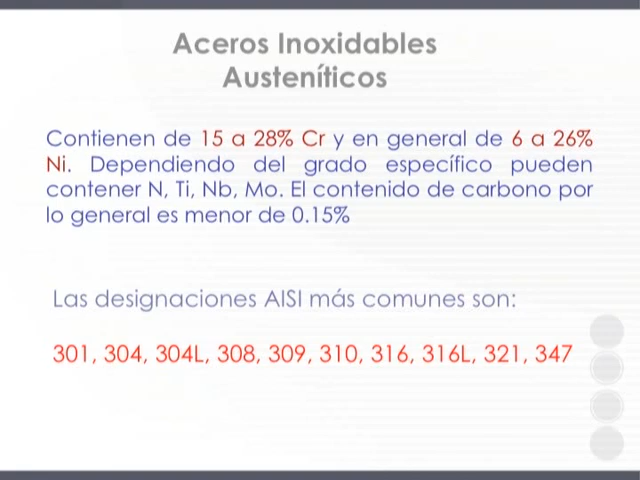 Aceros Inoxidables
Austeníticos
Contienen de 15 a 28% Cr y en general de 6 a 26%
Ni. Dependiendo del grado específico pueden
contener N, Ti, Nb, Mo. El contenido de carbono por
lo general es menor de 0.15%
Las designaciones AISI más comunes son:
301, 304, 304L, 308, 309, 310, 316, 316L, 321, 347